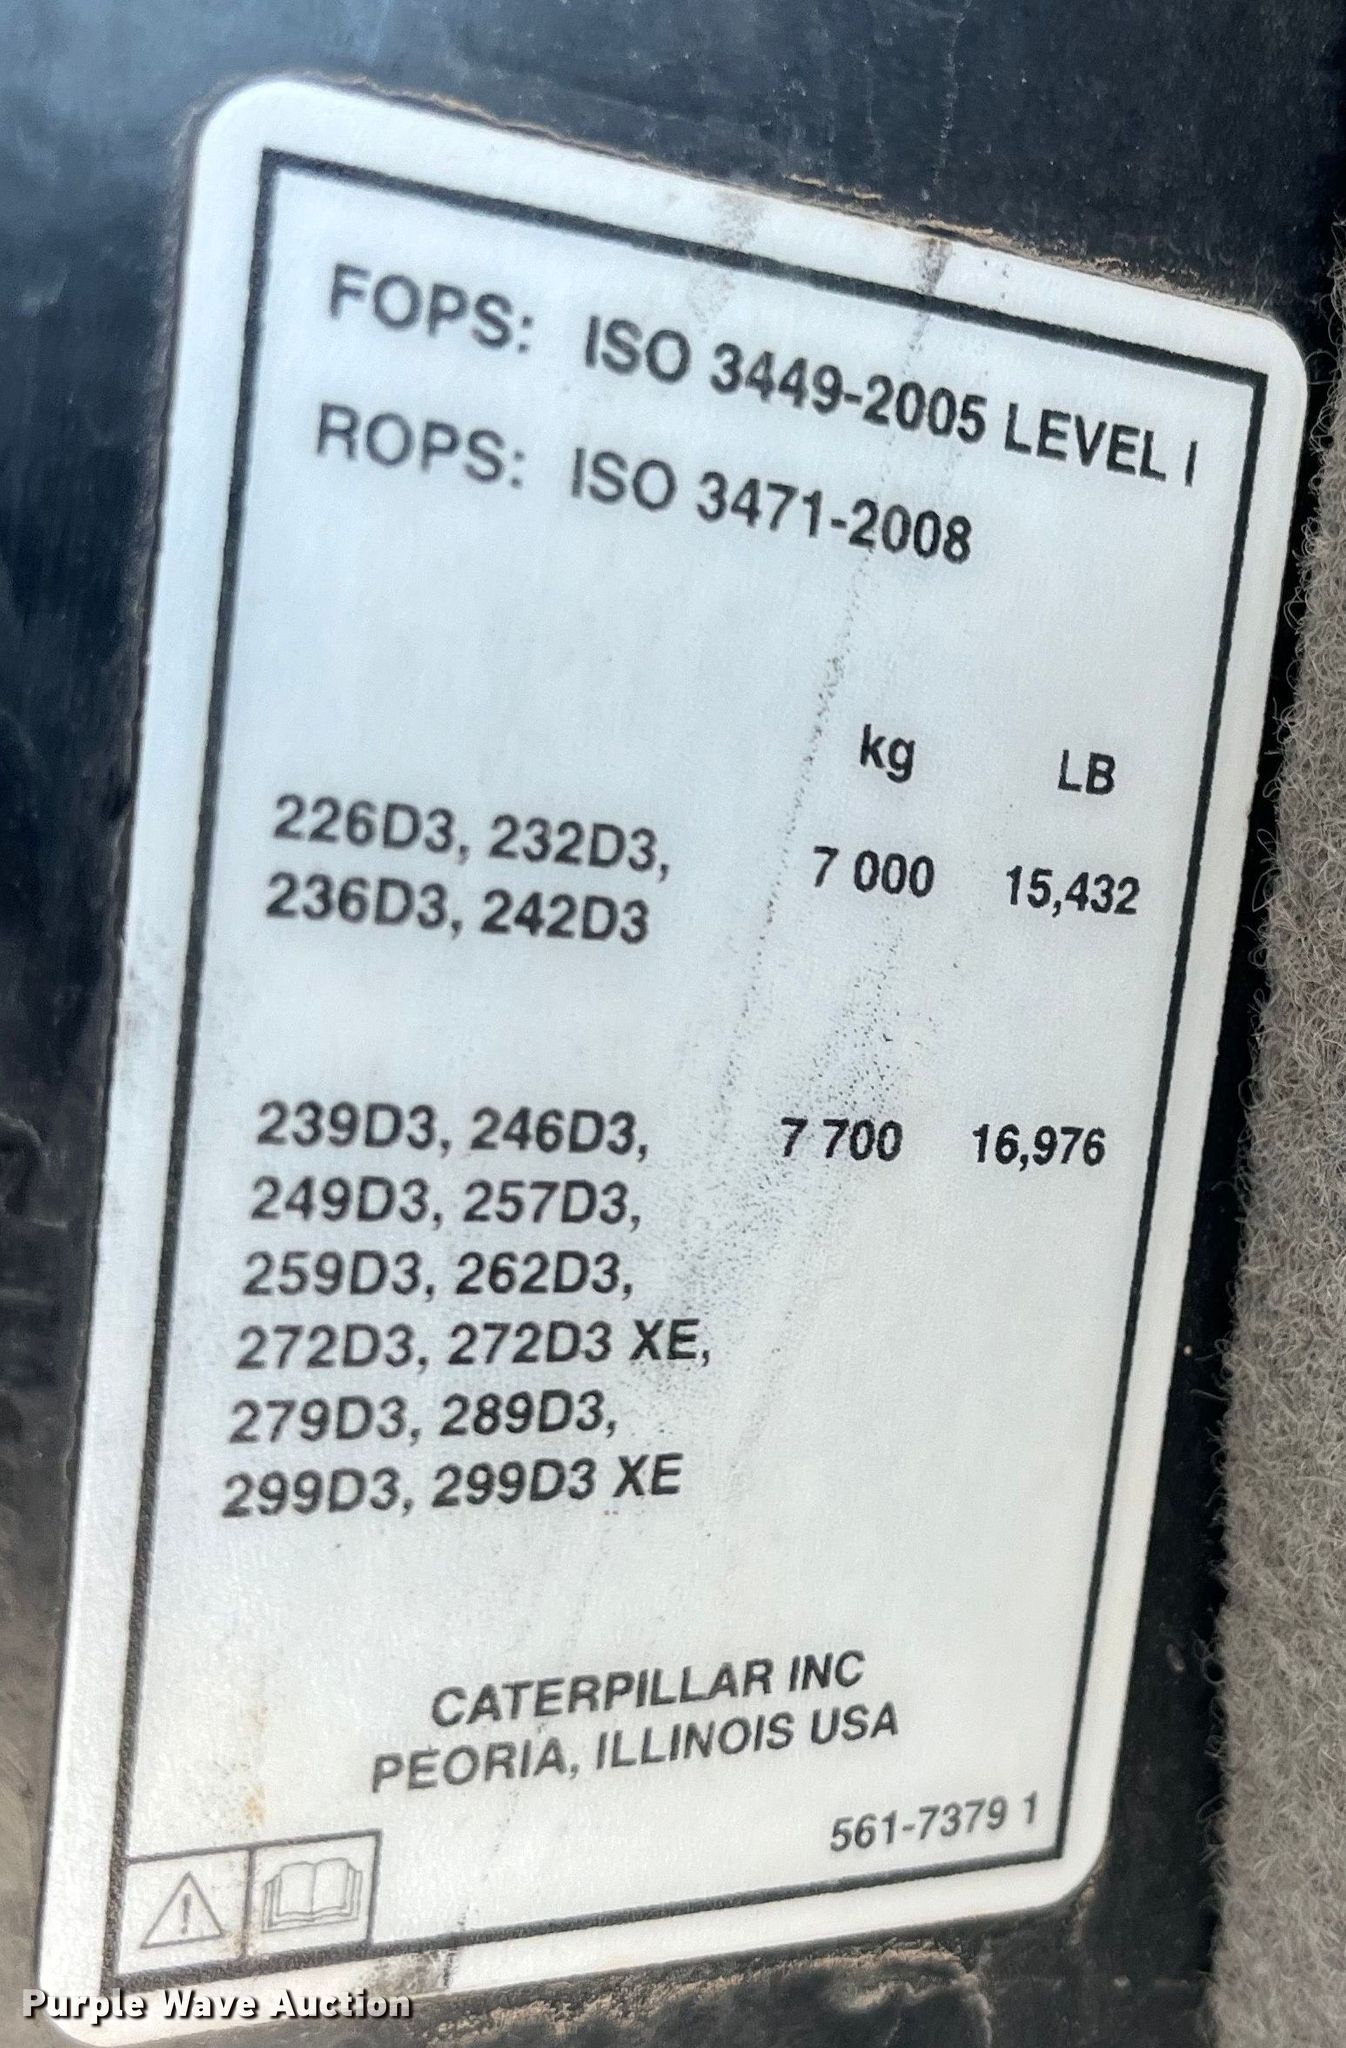 FOPS: ISO 3449-2005 LEVEL I
ROPS: ISO 3471-2008
kg LB
226D3, 232D3, 7 000 15,432
236D3, 242D3
239D3, 246D3, 7 700 16,976
249D3, 257D3,
259D3, 262D3,
272D3, 272D3 XE,
279D3, 289D3,
299D3, 299D3 XE
CATERPILLAR INC
PEORIA, ILLINOIS USA
561-7379 1
Purple Wave Auction